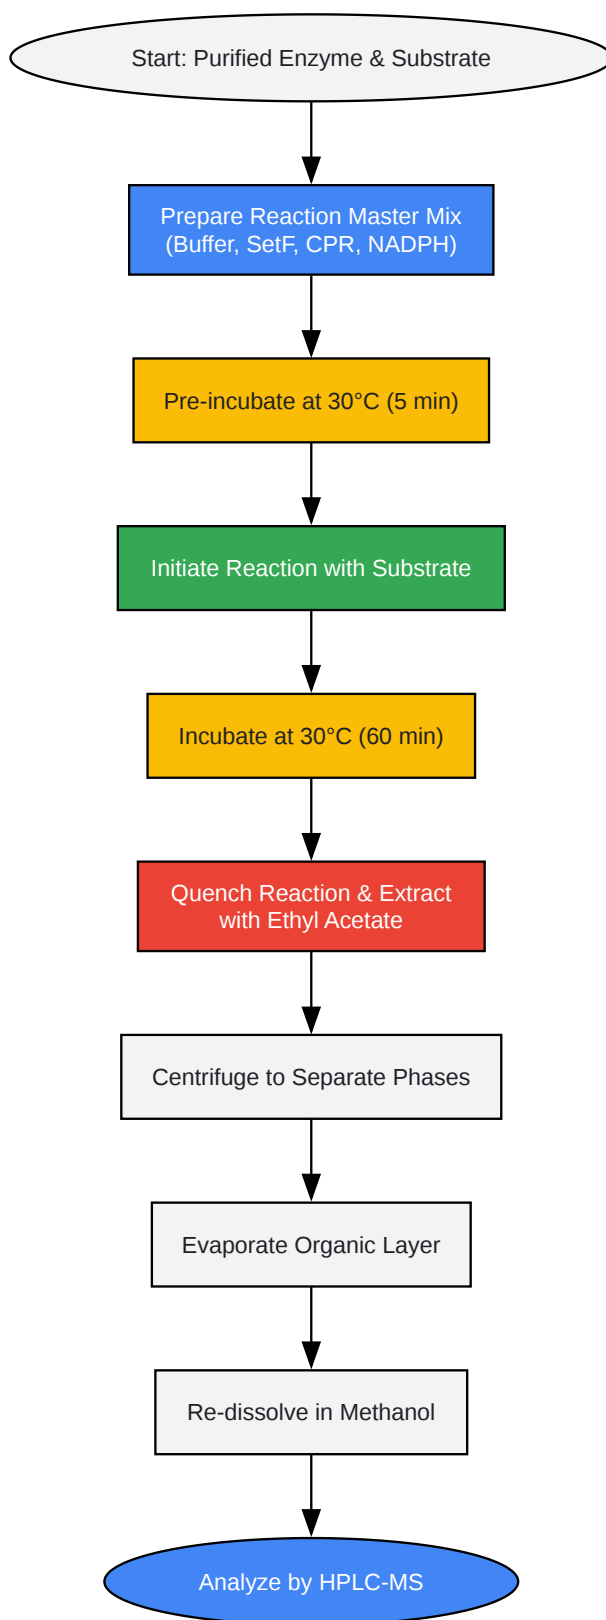 Start: Purified Enzyme & Substrate
Prepare Reaction Master Mix
(Buffer, SetF, CPR, NADPH)
Pre-incubate at 30°C (5 min)
Initiate Reaction with Substrate
Incubate at 30°C (60 min)
Quench Reaction & Extract
with Ethyl Acetate
Centrifuge to Separate Phases
Evaporate Organic Layer
Re-dissolve in Methanol
Analyze by HPLC-MS